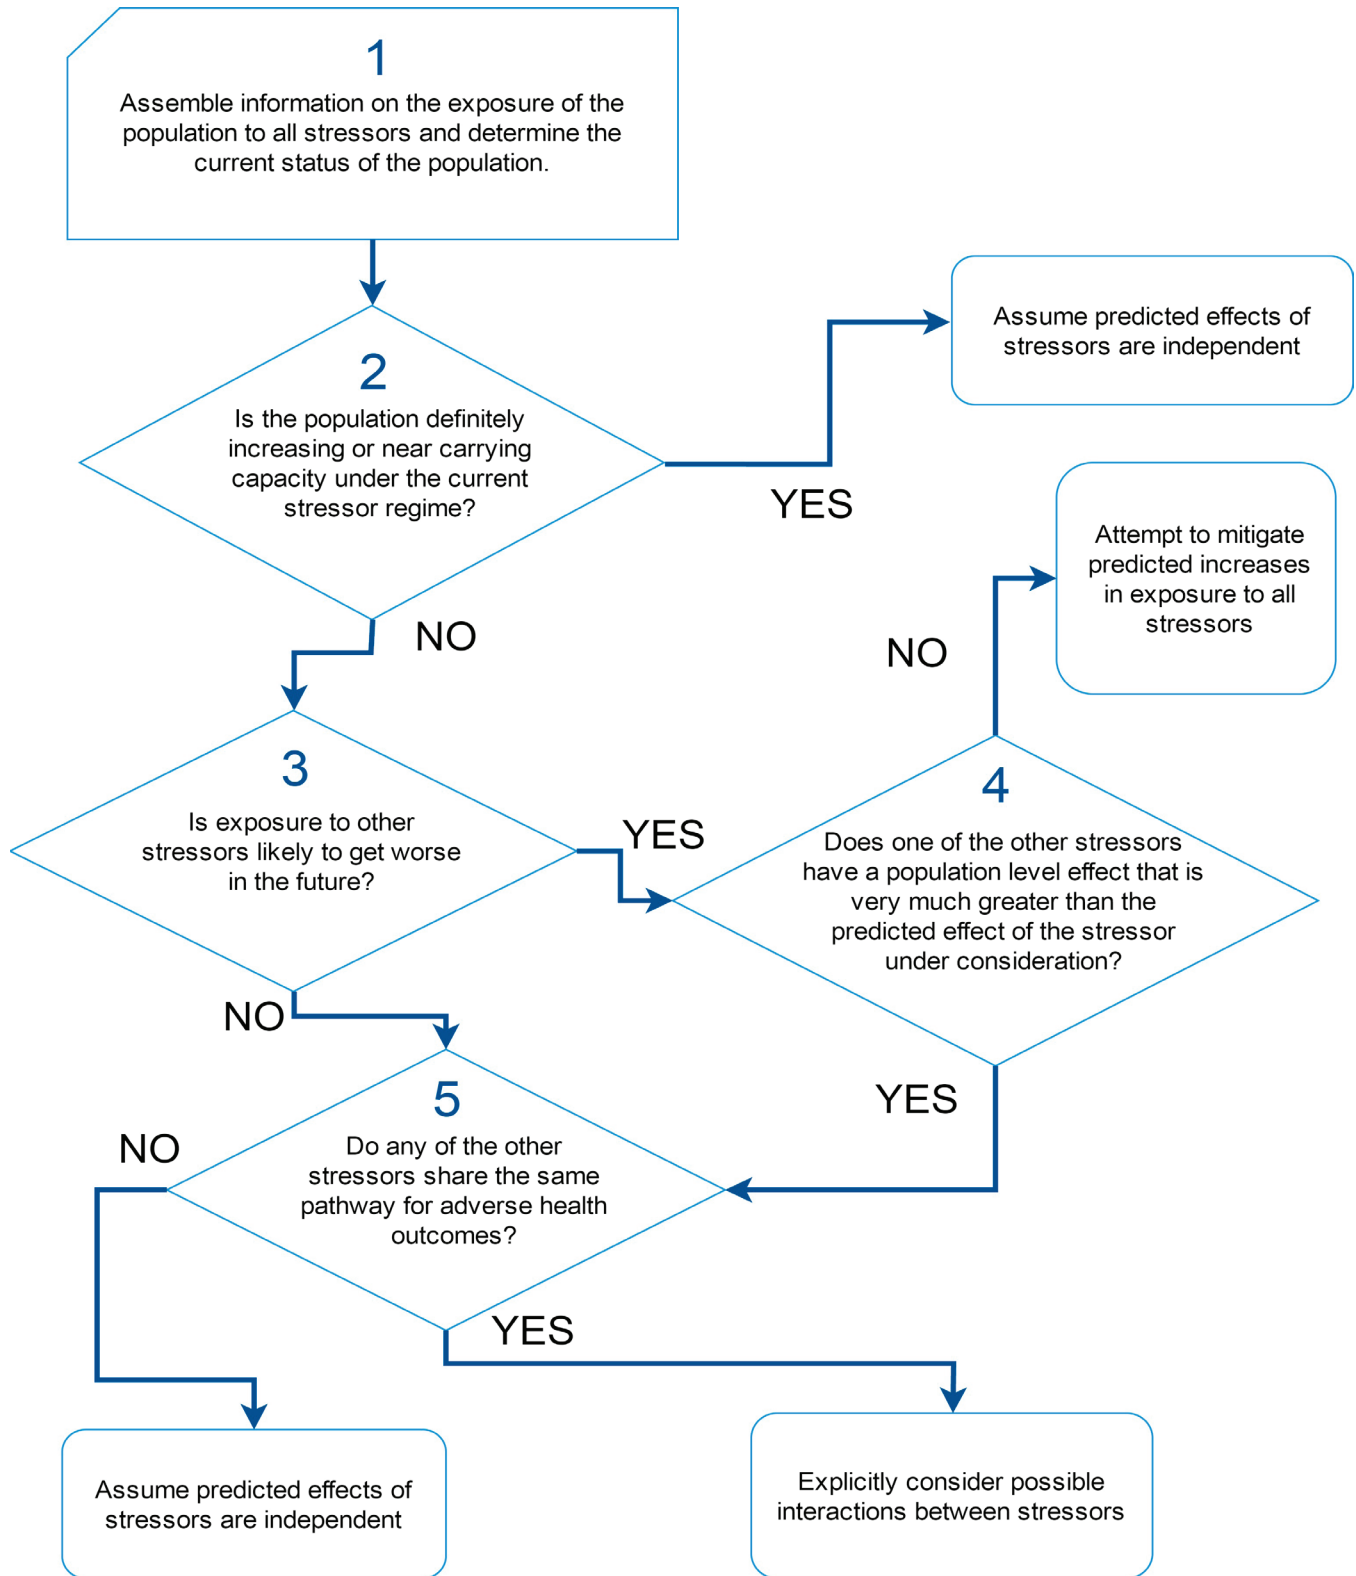 1
Assemble information on the exposure of the
population to all stressors and determine the
current status of the population.
2
Is the population definitely
increasing or near carrying
capacity under the current
stressor regime?
YES
Assume predicted effects of
stressors are independent
NO
3
Is exposure to other
stressors likely to get worse
in the future?
YES
4
Does one of the other stressors
have a population level effect that is
very much greater than the
predicted effect of the stressor
under consideration?
NO
Attempt to mitigate
predicted increases
in exposure to all
stressors
YES
NO
5
Do any of the other
stressors share the same
pathway for adverse health
outcomes?
NO
Assume predicted effects of
stressors are independent
YES
Explicitly consider possible
interactions between stressors